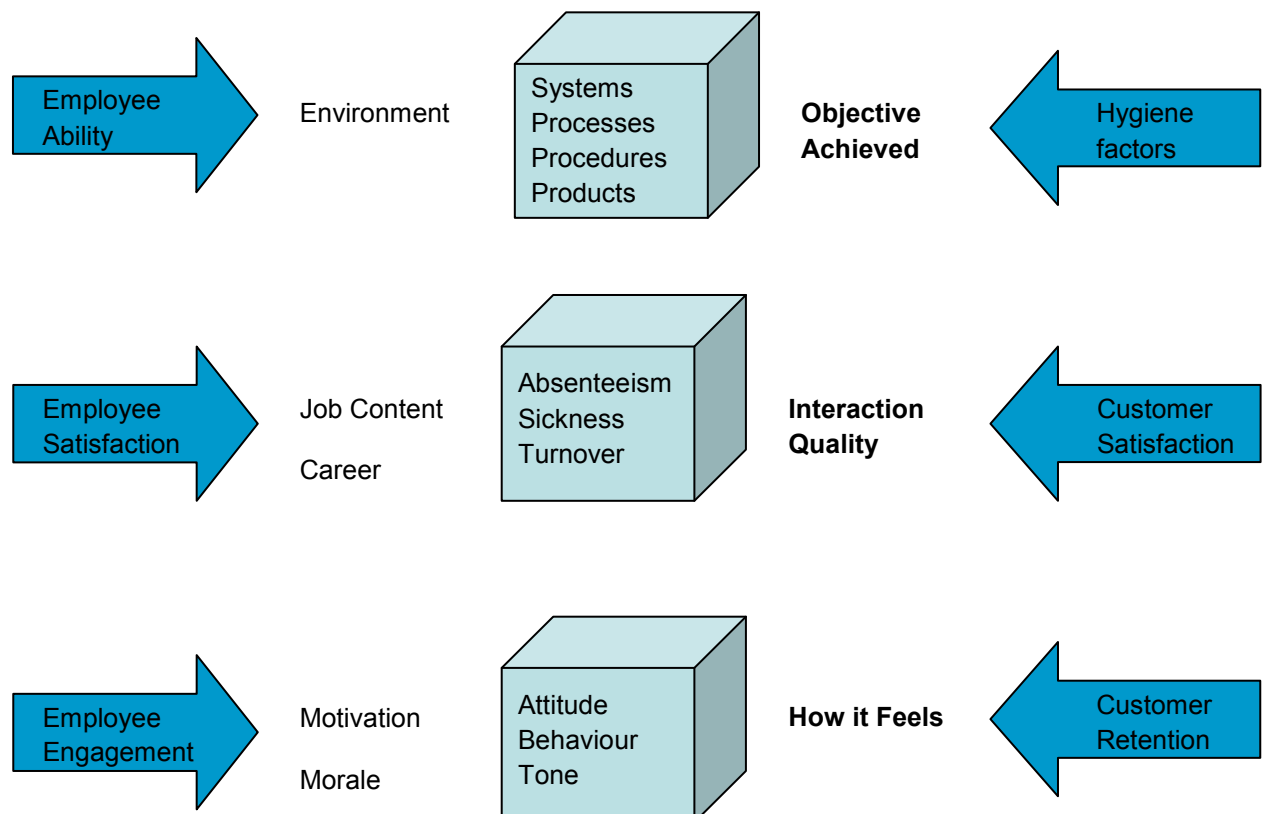 Employee
Ability
Environment
Systems
Processes
Procedures
Products
Objective
Achieved
Hygiene
factors
Employee
Satisfaction
Job Content
Career
Absenteeism
Sickness
Turnover
Interaction
Quality
Customer
Satisfaction
Employee
Engagement
Motivation
Morale
Attitude
Behaviour
Tone
How it Feels
Customer
Retention